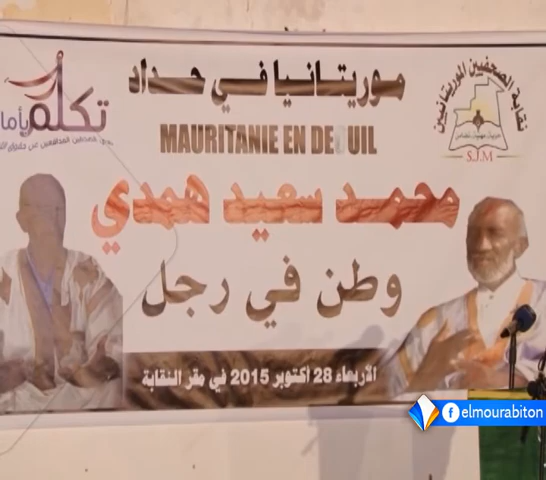 موريتانيا في حداد
MAURITANIE EN DEUIL
محمد سعيد همدي
وطن في رجل
الأربعاء 28 أكتوبر 2015 في مقر النقابة
نقابة الصحفيين الموريتانيين
S.J.M
تكلم بأما
elmourabiton